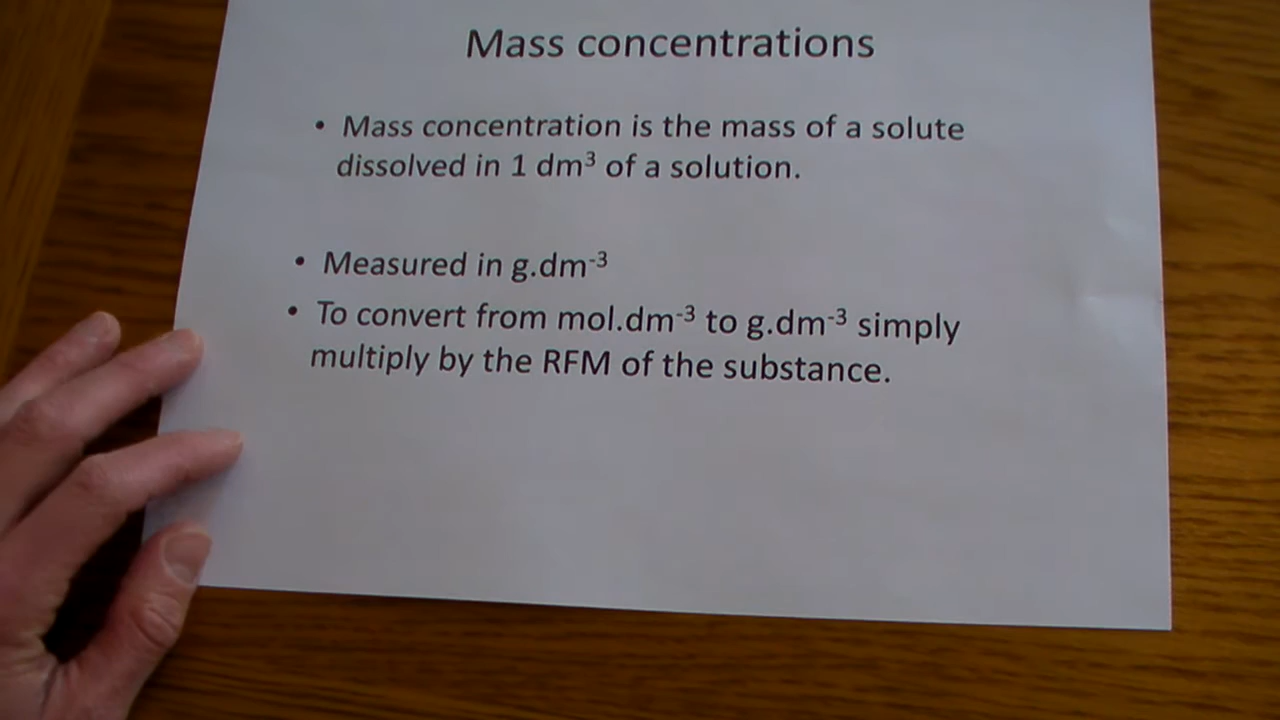 Mass concentrations
• Mass concentration is the mass of a solute
dissolved in 1 dm³ of a solution.
• Measured in g.dm⁻³
• To convert from mol.dm⁻³ to g.dm⁻³ simply
multiply by the RFM of the substance.